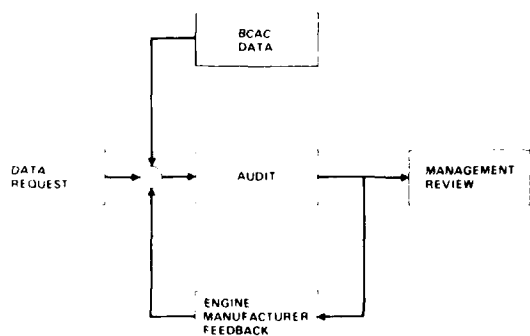 BCAC
DATA
DATA
REQUEST
AUDIT
MANAGEMENT
REVIEW
ENGINE
MANUFACTURER
FEEDBACK